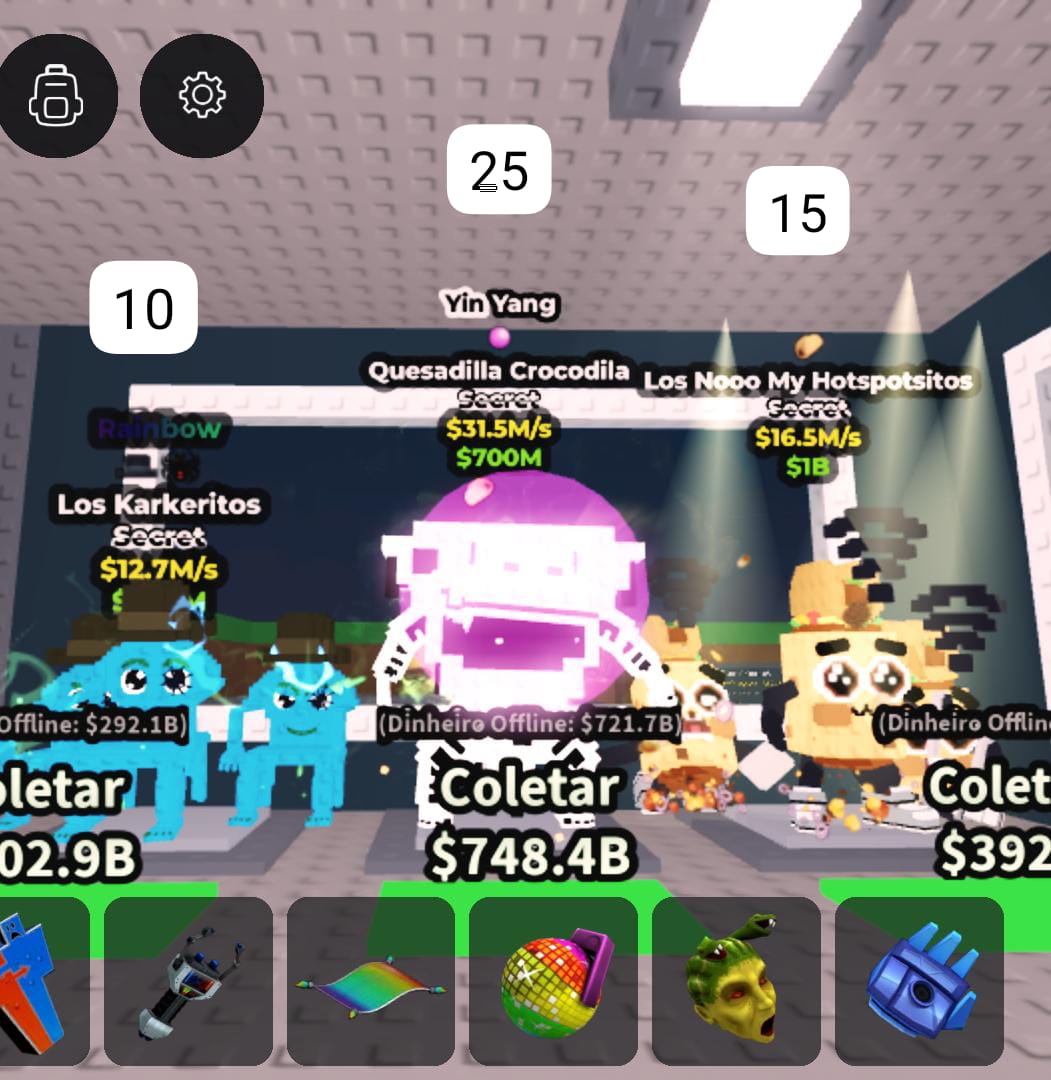 25
15
10
Yin Yang
Quesadilla Crocodila
Secret
$31.5M/s
$700M
Los Nooo My Hotspotsitos
Secret
$16.5M/s
$1B
Rainbow
Los Karkeritos
Secret
$12.7M/s
Offline: $292.1B)
(Dinheiro Offline: $721.7B)
(Dinheiro Offlin
oletar
Coletar
Colet
02.9B
$748.4B
$392